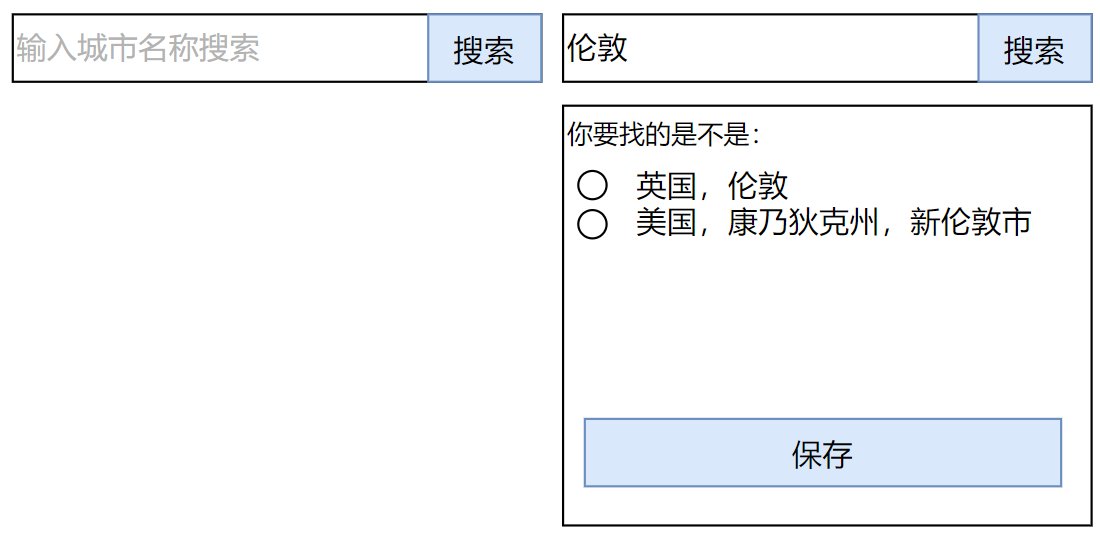 输入城市名称搜索
搜索
伦敦
搜索
你要找的是不是：
英国，伦敦
美国，康乃狄克州，新伦敦市
保存